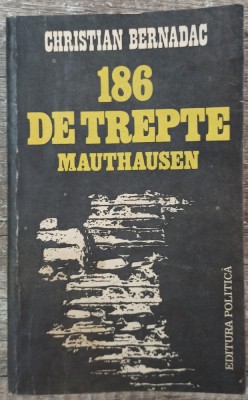 CHRISTIAN BERNADAC
186
DE TREPTE
MAUTHAUSEN
EDITURA POLITICĂ